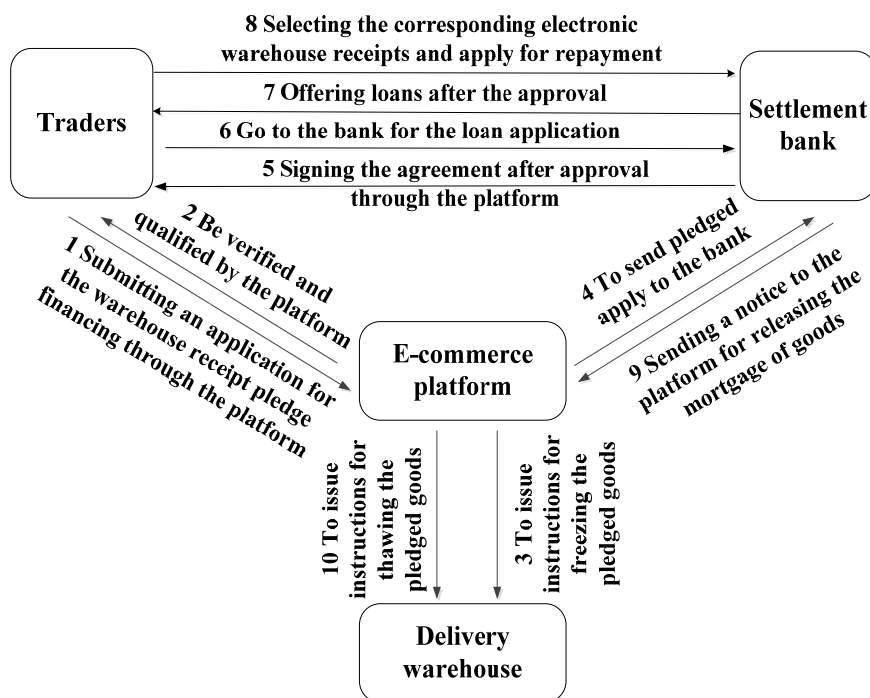 8 Selecting the corresponding electronic
warehouse receipts and apply for repayment
7 Offering loans after the approval
Traders
Settlement
bank
6 Go to the bank for the loan application
5 Signing the agreement after approval
through the platform
2 Be verified and
qualified by the platform
1 Submitting an application for
the warehouse receipt pledge
financing through the platform
4 To send pledged
apply to the bank
9 Sending a notice to the
platform for releasing the
mortgage of goods
E-commerce
platform
10 To issue
instructions for
thawing the
pledged goods
3 To issue
instructions for
freezing the
pledged goods
Delivery
warehouse